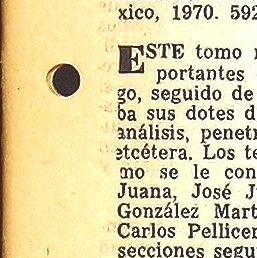 xico, 1970. 592
ESTE tomo
portantes
go, seguido de
ba sus dotes d
análisis, penetr
etcétera. Los te
mo se le con
Juana, José J
González Mart
Carlos Pellicer
secciones segu